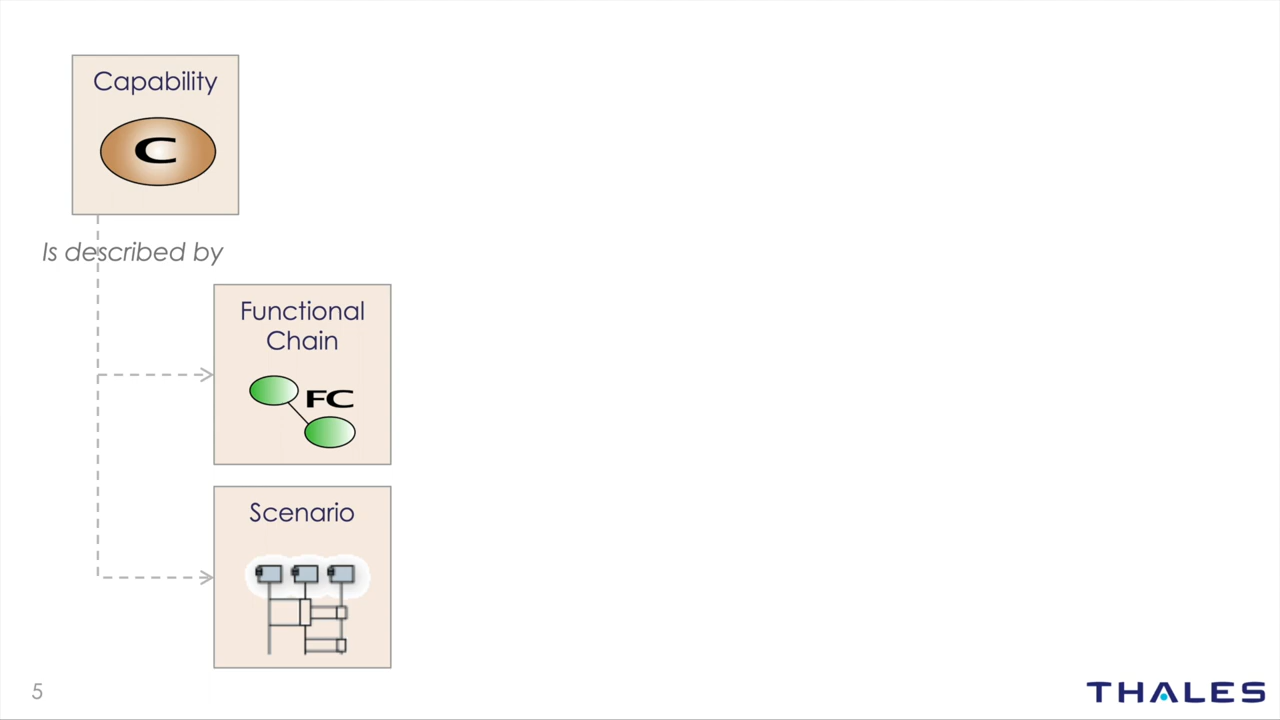 Capability
C
Is described by
Functional
Chain
FC
Scenario
5
THALES